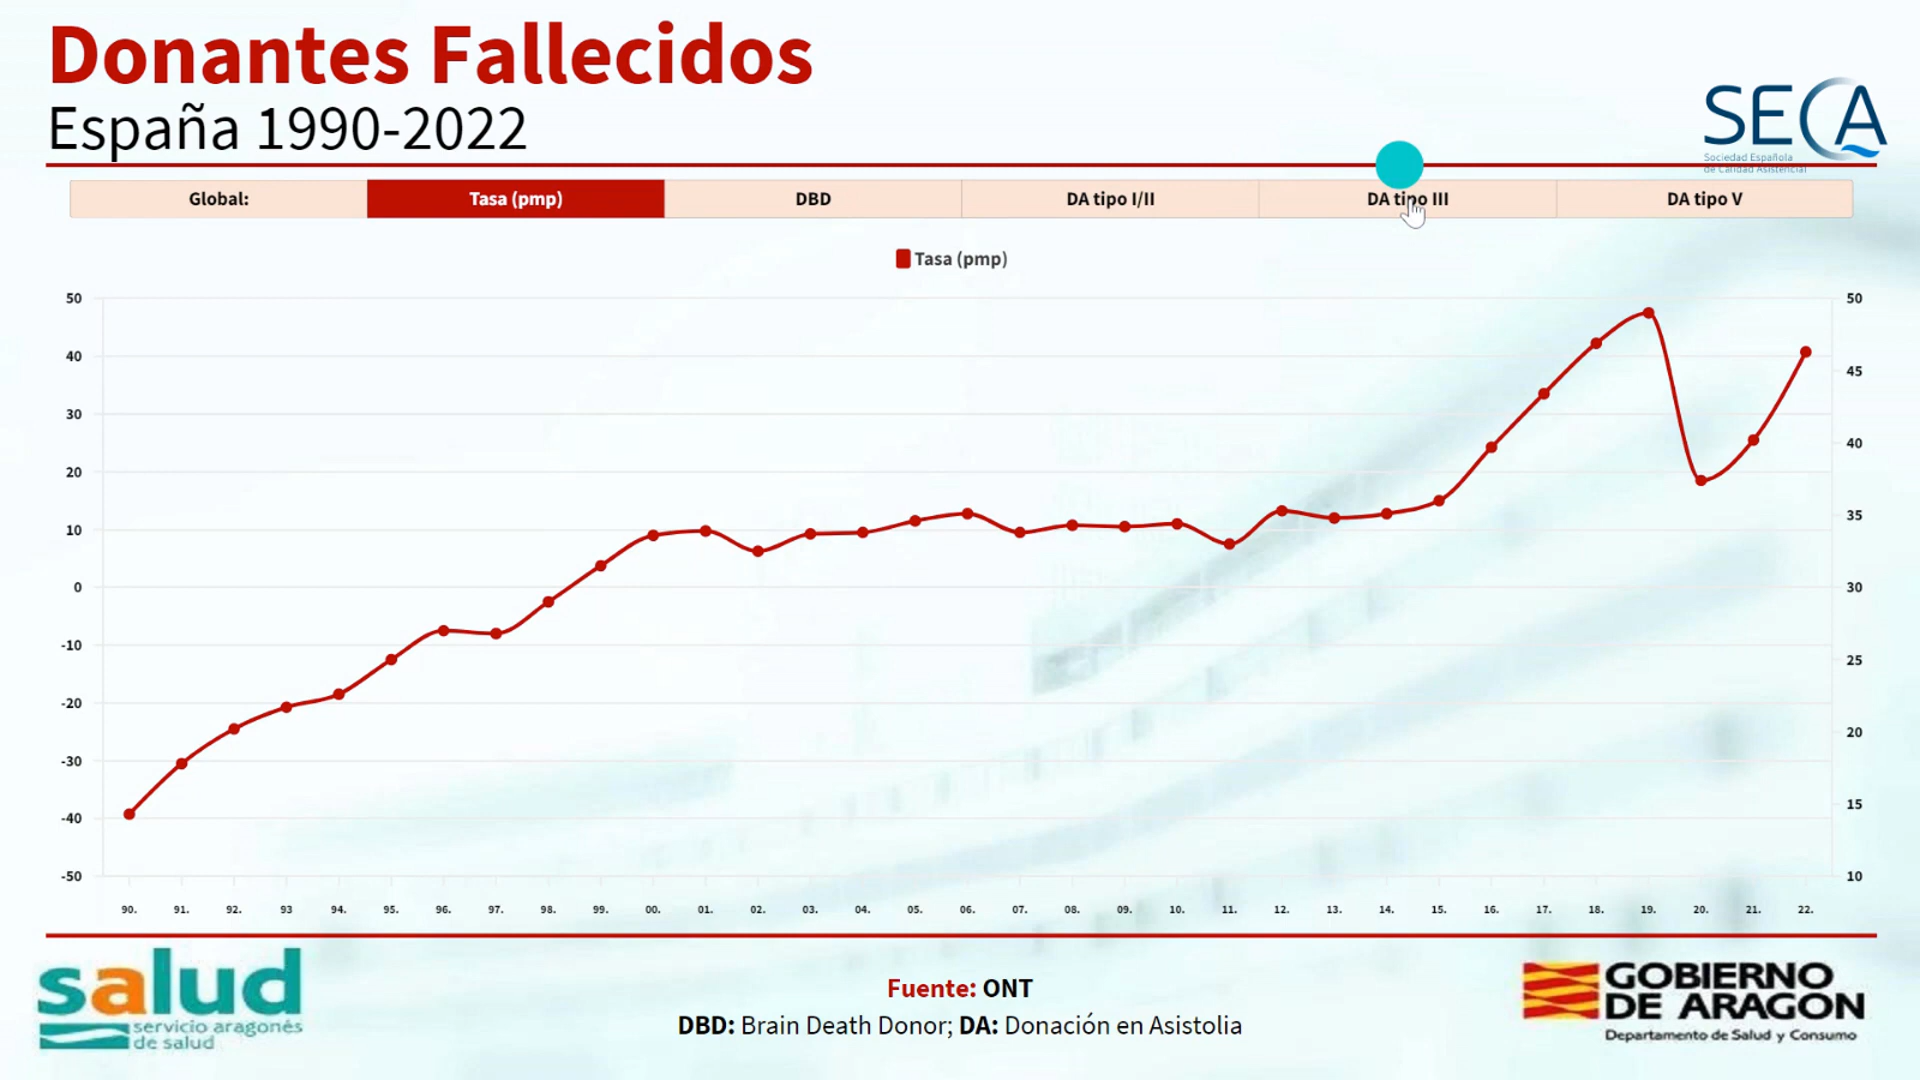 Donantes Fallecidos
España 1990-2022
SECA
Sociedad Española
de Calidad Asistencial
Global: Tasa (pmp) DBD DA tipo I/II DA tipo III DA tipo V
Tasa (pmp)
50 50
40 45
30 40
20 35
10
0 30
-10 25
-20 20
-30
-40 15
-50 10
90. 91. 92. 93 94. 95. 96. 97. 98. 99. 00. 01. 02. 03. 04. 05. 06. 07. 08. 09. 10. 11. 12. 13. 14. 15. 16. 17. 18. 19. 20. 21. 22.
salud
servicio aragonés
de salud
Fuente: ONT
DBD: Brain Death Donor; DA: Donación en Asistolia
GOBIERNO
DE ARAGON
Departamento de Salud y Consumo